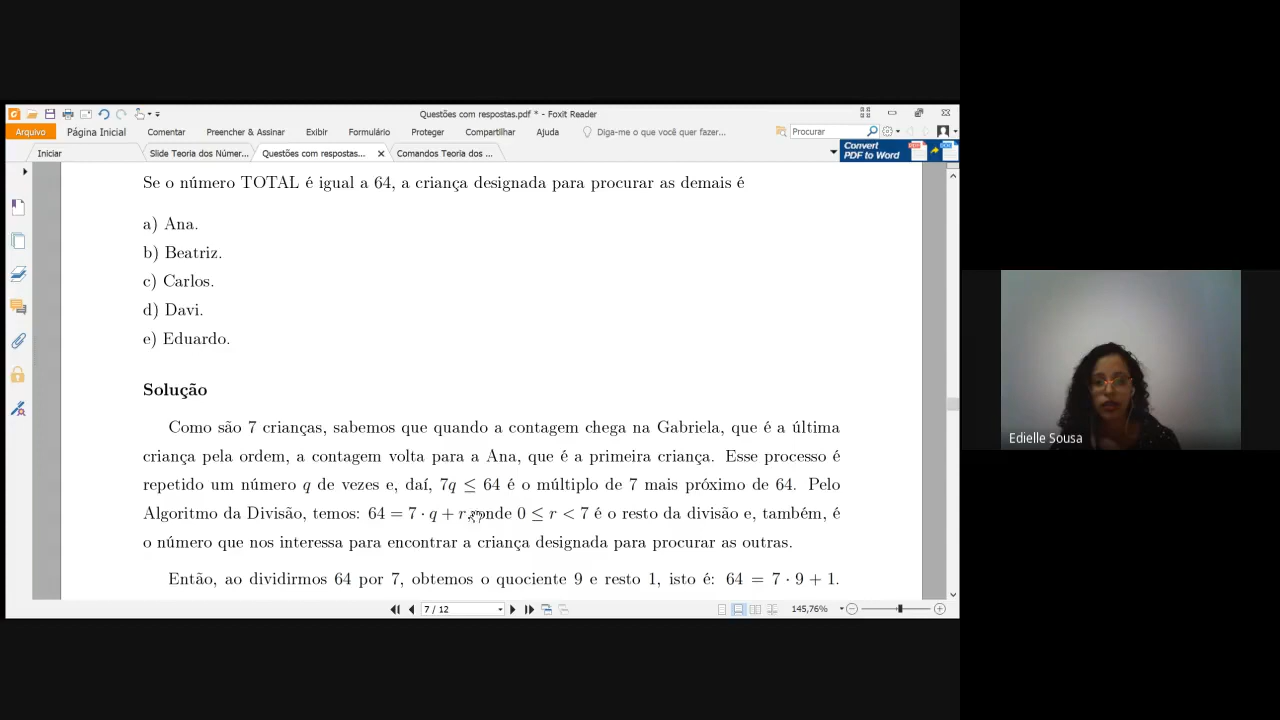 Questões com respostas.pdf * - Foxit Reader
Arquivo Página Inicial Comentar Preencher & Assinar Exibir Formulário Proteger Compartilhar Ajuda Diga-me o que você quer fazer... Procurar
Iniciar Slide Teoria dos Númer... Questões com respostas... Comandos Teoria dos ... Convert
PDF to Word
Se o número TOTAL é igual a 64, a criança designada para procurar as demais é
a) Ana.
b) Beatriz.
c) Carlos.
d) Davi.
e) Eduardo.
Solução
Como são 7 crianças, sabemos que quando a contagem chega na Gabriela, que é a última
criança pela ordem, a contagem volta para a Ana, que é a primeira criança. Esse processo é
repetido um número q de vezes e, daí, 7q ≤ 64 é o múltiplo de 7 mais próximo de 64. Pelo
Algoritmo da Divisão, temos: 64 = 7 · q + r, onde 0 ≤ r < 7 é o resto da divisão e, também, é
o número que nos interessa para encontrar a criança designada para procurar as outras.
Então, ao dividirmos 64 por 7, obtemos o quociente 9 e resto 1, isto é: 64 = 7 · 9 + 1.
7 / 12 145,76%
Edielle Sousa